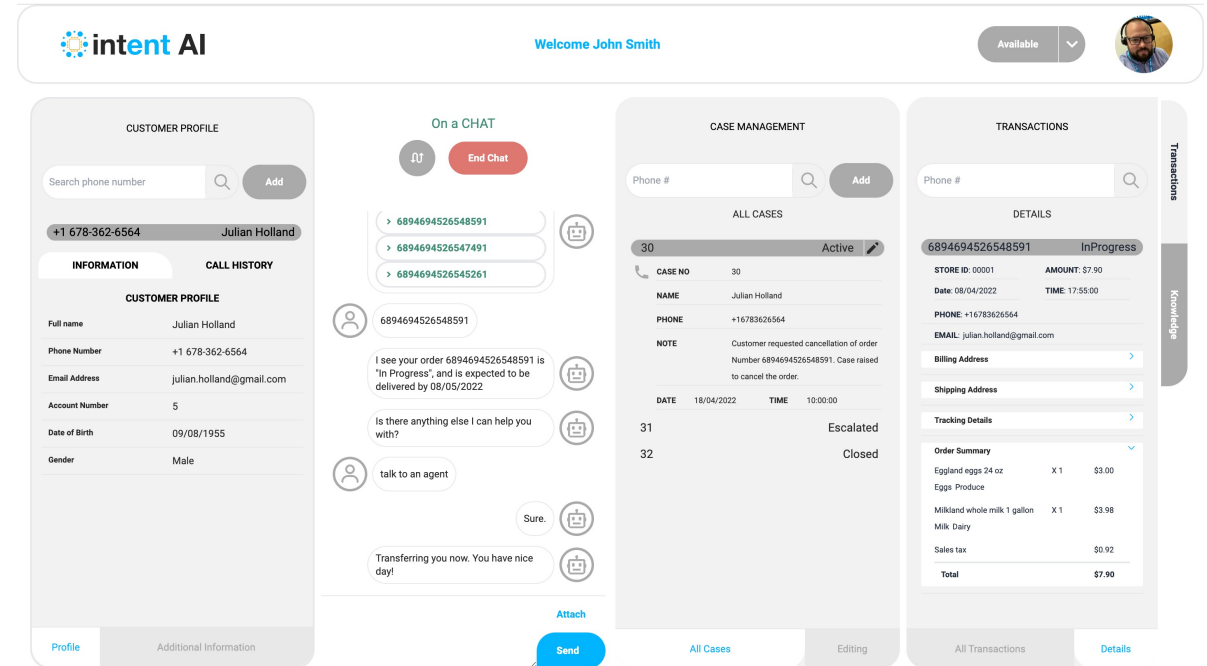 intent AI
Welcome John Smith
Available
CUSTOMER PROFILE
Search phone number
Add
+1 678-362-6564 Julian Holland
INFORMATION CALL HISTORY
CUSTOMER PROFILE
Full name Julian Holland
Phone Number +1 678-362-6564
Email Address julian.holland@gmail.com
Account Number 5
Date of Birth 09/08/1955
Gender Male
Profile Additional Information
On a CHAT
End Chat
> 6894694526548591
> 6894694526547491
> 6894694526545261
6894694526548591
I see your order 6894694526548591 is
"In Progress", and is expected to be
delivered by 08/05/2022
Is there anything else I can help you
with?
talk to an agent
Sure.
Transferring you now. You have nice
day!
Attach
Send
CASE MANAGEMENT
Phone #
Add
ALL CASES
30 Active
CASE NO 30
NAME Julian Holland
PHONE +16783626564
NOTE Customer requested cancellation of order
Number 6894694526548591. Case raised
to cancel the order.
DATE 18/04/2022 TIME 10:00:00
31 Escalated
32 Closed
All Cases Editing
TRANSACTIONS
Phone #
DETAILS
6894694526548591 InProgress
STORE ID: 00001 AMOUNT: $7.90
Date: 08/04/2022 TIME: 17:55:00
PHONE: +16783626564
EMAIL: julian.holland@gmail.com
Billing Address
Shipping Address
Tracking Details
Order Summary
Eggland eggs 24 oz X 1 $3.00
Eggs Produce
Milkland whole milk 1 gallon X 1 $3.98
Milk Dairy
Sales tax $0.92
Total $7.90
All Transactions Details
Transactions
Knowledge